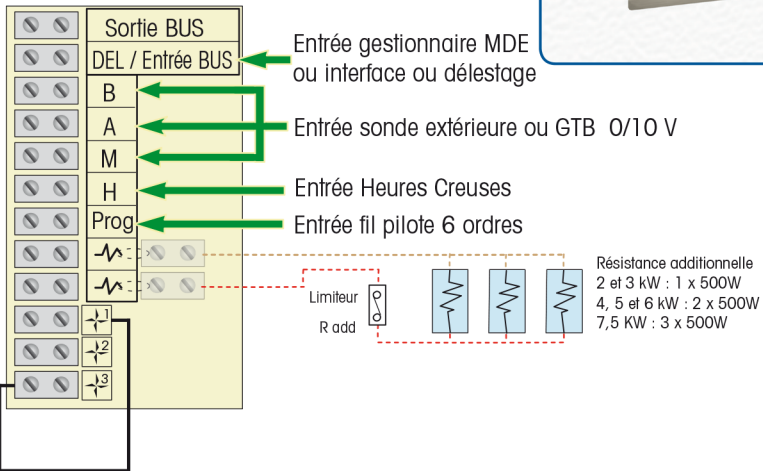 Sortie BUS
DEL / Entrée BUS
Entrée gestionnaire MDE
ou interface ou délestage
B
A
Entrée sonde extérieure ou GTB 0/10 V
M
H
Entrée Heures Creuses
Prog
Entrée fil pilote 6 ordres
Limiteur
R add
Résistance additionnelle
2 et 3 kW : 1 x 500W
4, 5 et 6 kW : 2 x 500W
7,5 KW : 3 x 500W
1
2
3